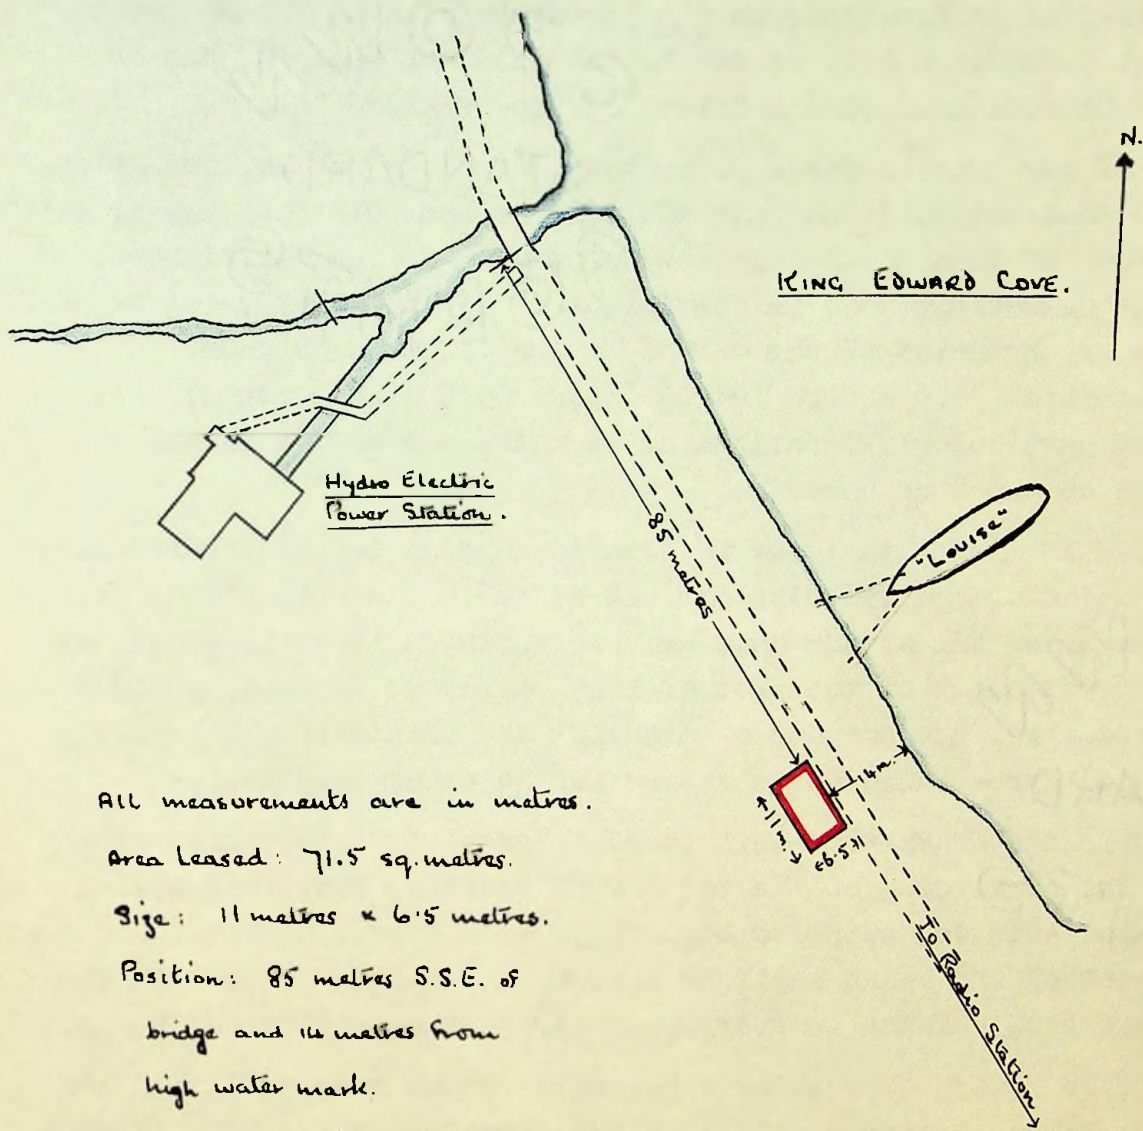 N.
KING EDWARD COVE.
Hydro Electric
Power Station.
"Louise"
85 metres
14 m.
11 m.
6.5
To Radio Station
All measurements are in metres.
Area Leased: 71.5 sq. metres.
Size: 11 metres x 6.5 metres.
Position: 85 metres S.S.E. of
bridge and 14 metres from
high water mark.